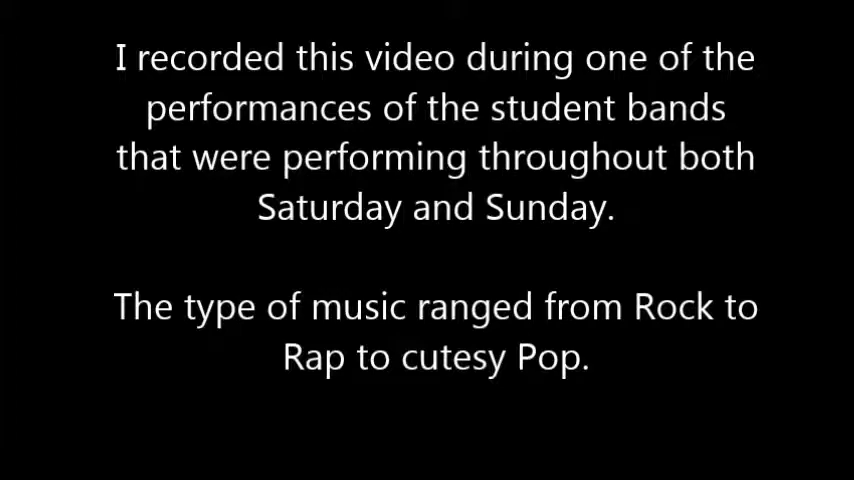 I recorded this video during one of the
performances of the student bands
that were performing throughout both
Saturday and Sunday.
The type of music ranged from Rock to
Rap to cutesy Pop.